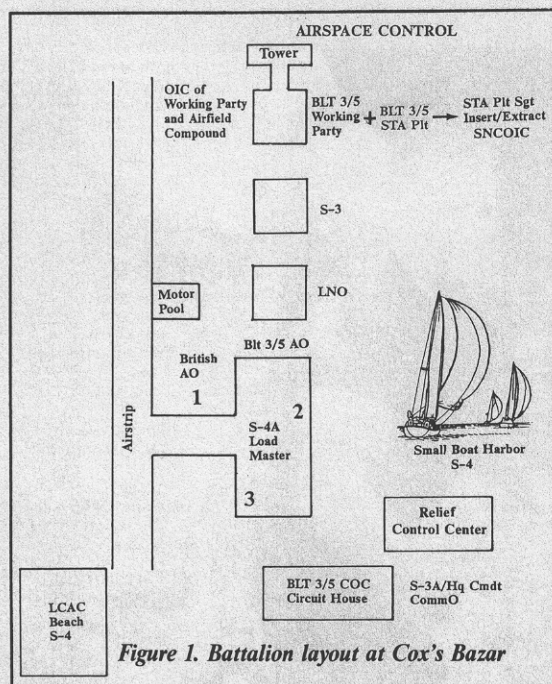 AIRSPACE CONTROL
Tower
OIC of
Working Party
and Airfield
Compound
BLT 3/5
Working
Party
+
BLT 3/5
STA Plt
→
STA Plt Sgt
Insert/Extract
SNCOIC
S-3
LNO
Motor
Pool
Blt 3/5 AO
British
AO
1
2
S-4A
Load
Master
3
Airstrip
Small Boat Harbor
S-4
Relief
Control Center
LCAC
Beach
S-4
BLT 3/5 COC
Circuit House
S-3A/Hq Cmdt
CommO
Figure 1. Battalion layout at Cox's Bazar